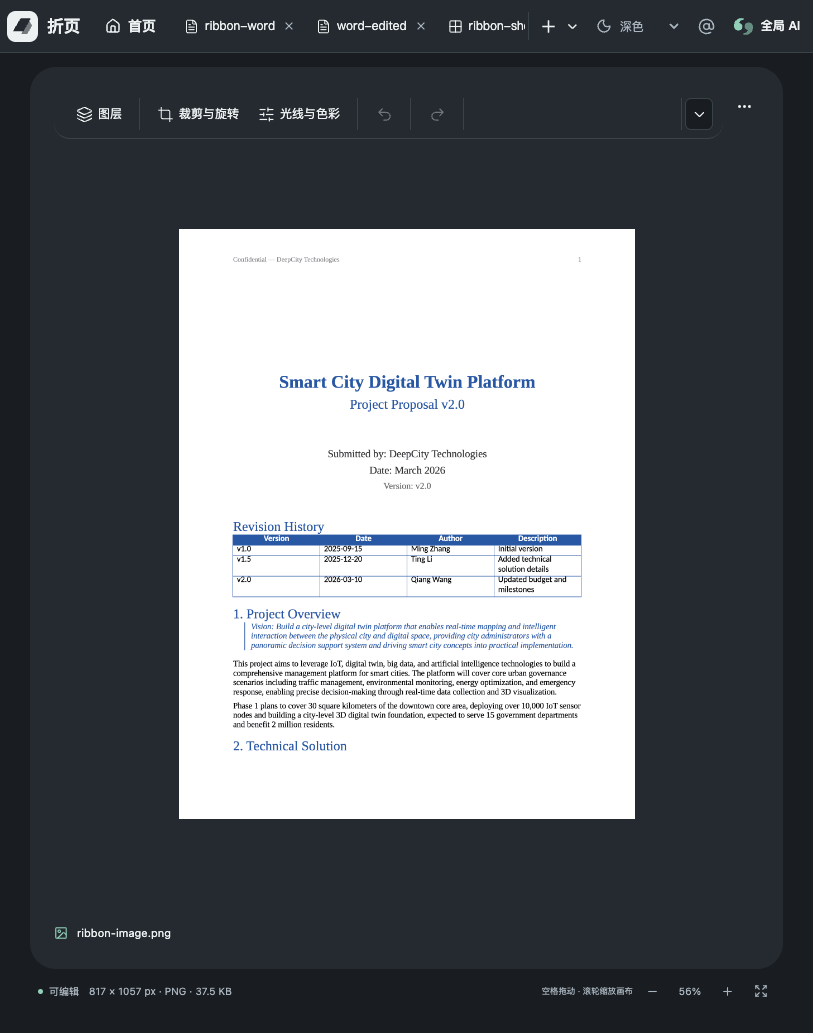 折页
首页
ribbon-word
word-edited
ribbon-sh
深色
全局 AI
图层
裁剪与旋转
光线与色彩
Confidential — DeepCity Technologies
1
Smart City Digital Twin Platform
Project Proposal v2.0
Submitted by: DeepCity Technologies
Date: March 2026
Version: v2.0
Revision History
Version Date Author Description
v1.0 2025-09-15 Ming Zhang Initial version
v1.5 2025-12-20 Ting Li Added technical
solution details
v2.0 2026-03-10 Qiang Wang Updated budget and
milestones
1. Project Overview
Vision: Build a city-level digital twin platform that enables real-time mapping and intelligent
interaction between the physical city and digital space, providing city administrators with a
panoramic decision support system and driving smart city concepts into practical implementation.
This project aims to leverage IoT, digital twin, big data, and artificial intelligence technologies to build a
comprehensive management platform for smart cities. The platform will cover core urban governance
scenarios including traffic management, environmental monitoring, energy optimization, and emergency
response, enabling precise decision-making through real-time data collection and 3D visualization.
Phase 1 plans to cover 30 square kilometers of the downtown core area, deploying over 10,000 IoT sensor
nodes and building a city-level 3D digital twin foundation, expected to serve 15 government departments
and benefit 2 million residents.
2. Technical Solution
ribbon-image.png
可编辑 817 × 1057 px · PNG · 37.5 KB
空格拖动 · 滚轮缩放画布
56%